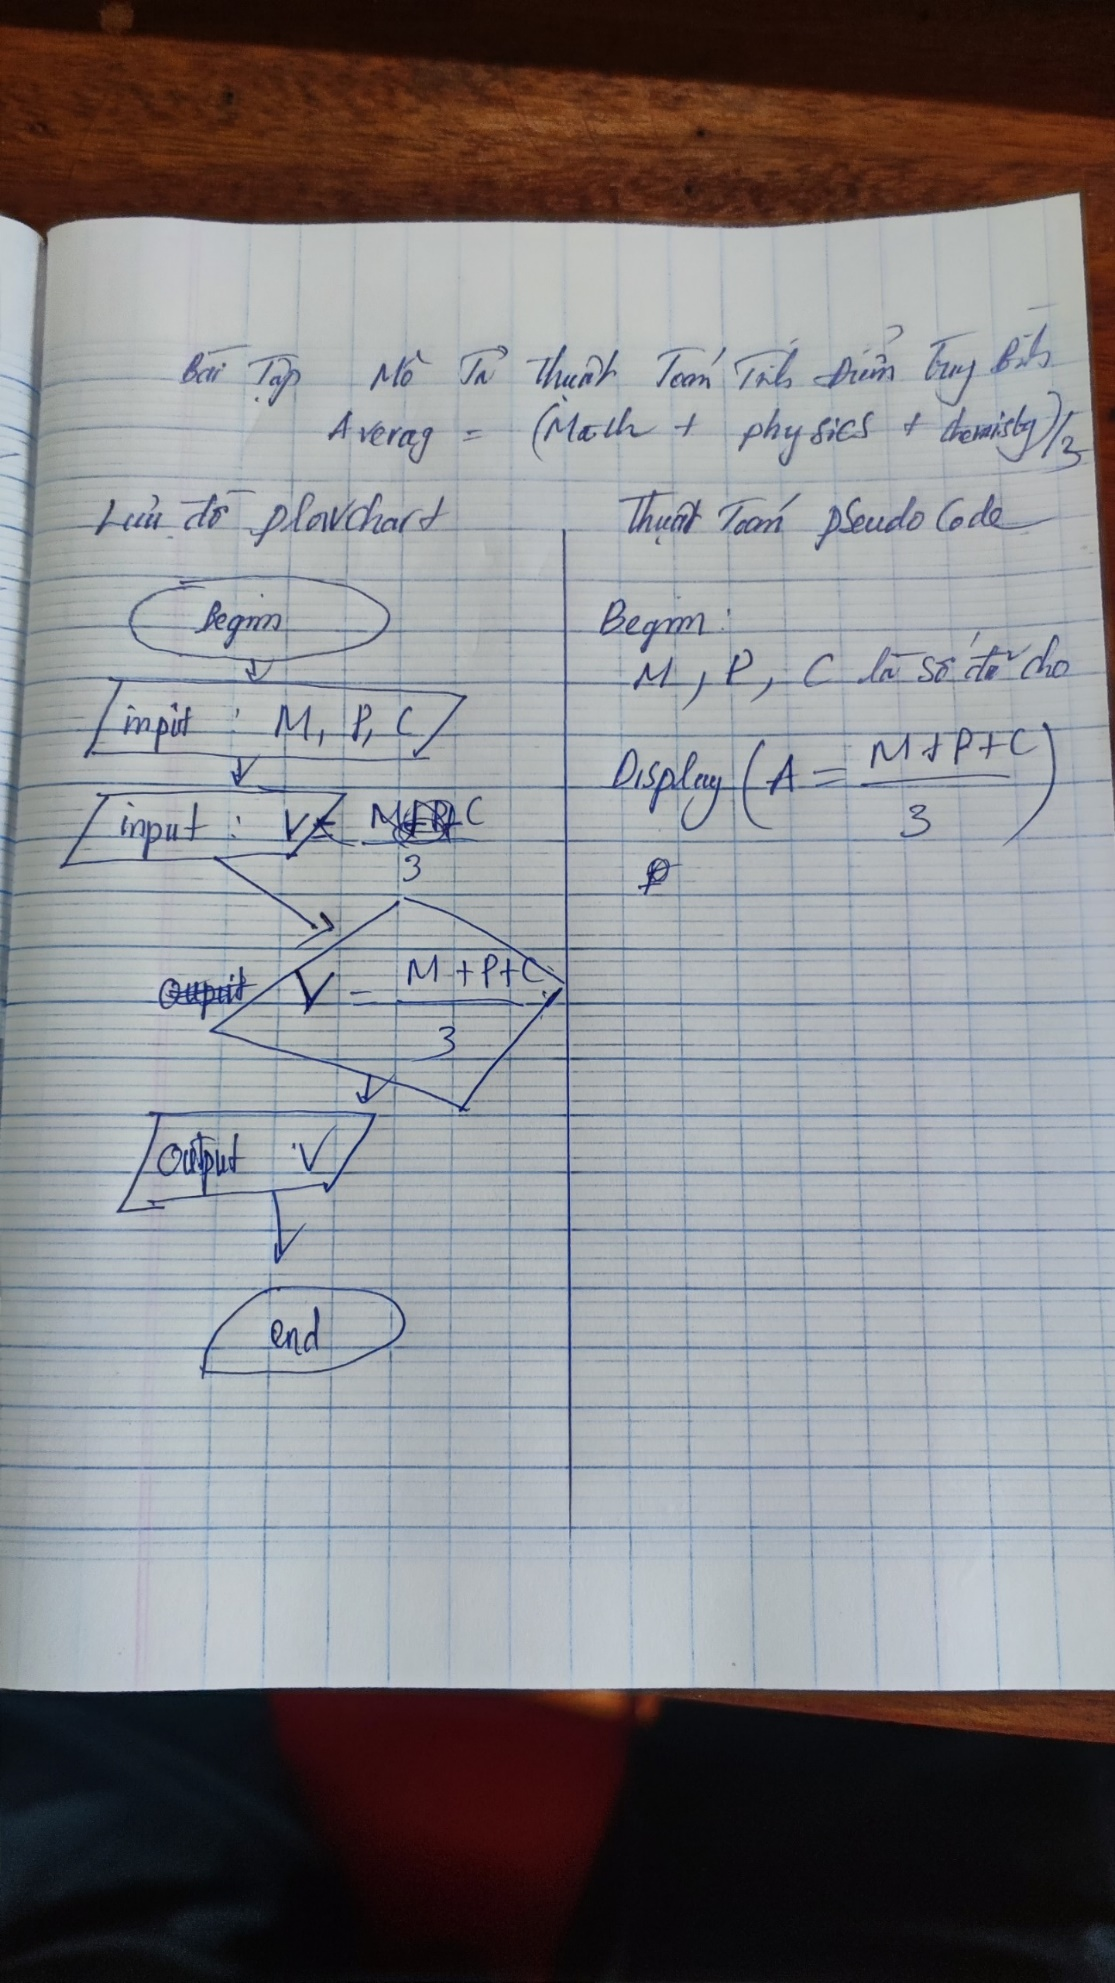 Bài Tập Mô Tả Thuật Toán Tính Điểm Trung Bình
Averag = (Math + physics + chemistry)/3
Lưu đồ flowchart
Begin
input : M, P, C
input : V = M+P+C
3
V = M+P+C
3
Output V
end
Thuật Toán pseudo Code
Begin:
M, P, C là số đã cho
Display (A = M+P+C
3)